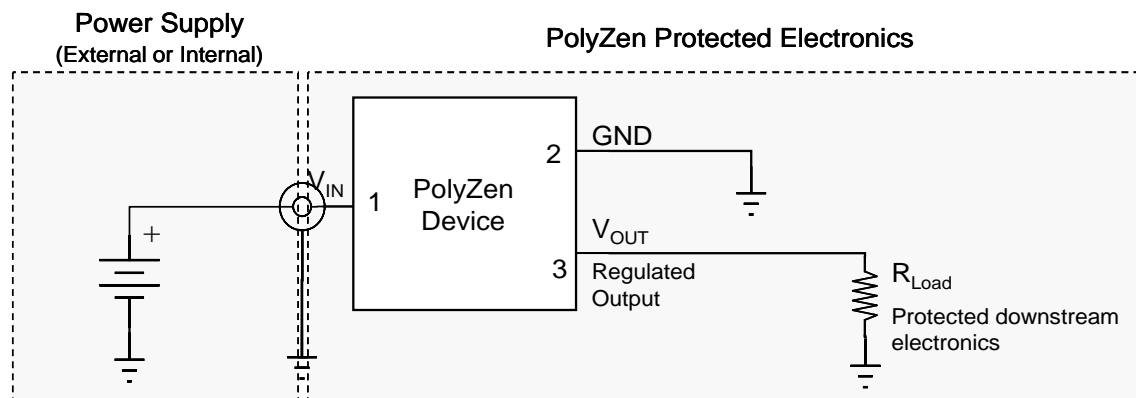 Power Supply
(External or Internal)
PolyZen Protected Electronics
+
VIN
1
PolyZen
Device
2
GND
3
VOUT
Regulated
Output
RLoad
Protected downstream
electronics